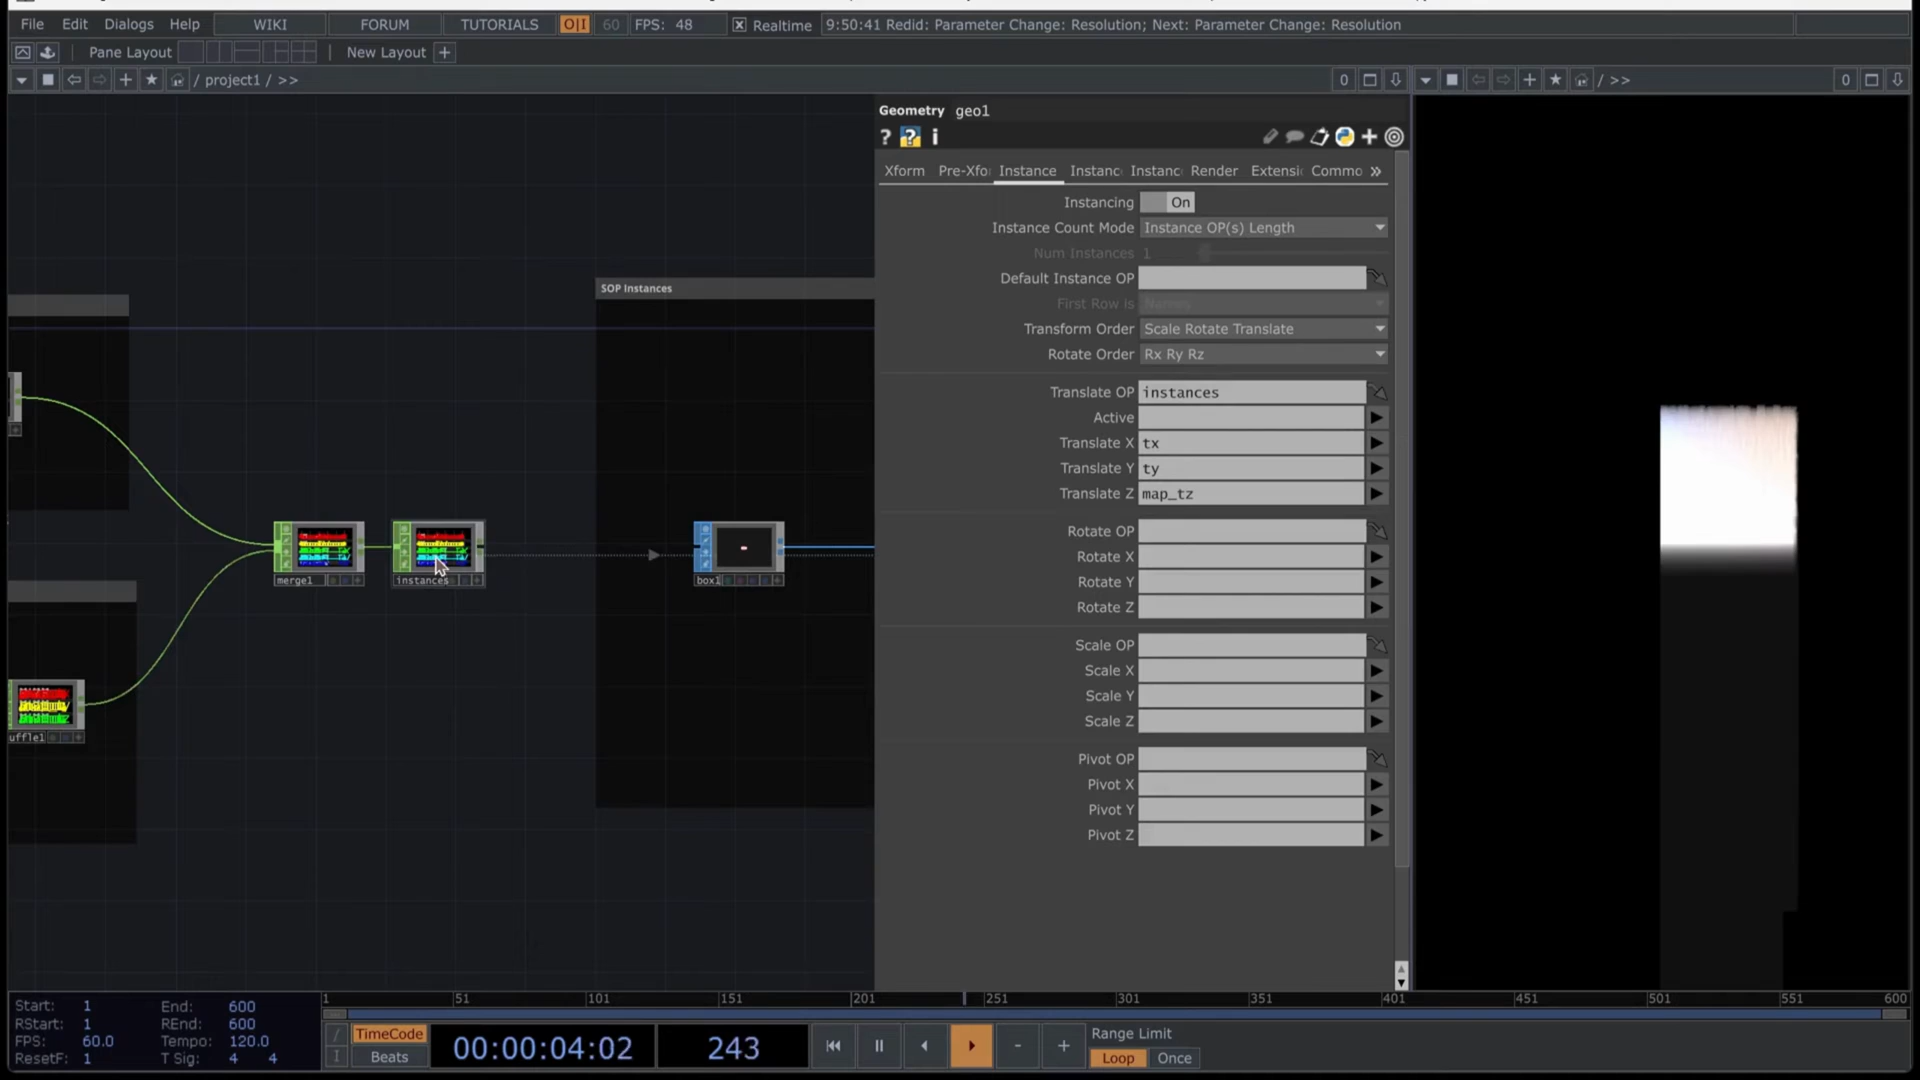 File Edit Dialogs Help WIKI FORUM TUTORIALS O|I 60 FPS: 48 Realtime 9:50:41 Redid: Parameter Change: Resolution; Next: Parameter Change: Resolution
Pane Layout New Layout +
/ project1 / >> 0 / >> 0
Geometry geo1
? ? i
Xform Pre-Xfo Instance Instanc Instanc Render Extensi Commo »
Instancing On
Instance Count Mode Instance OP(s) Length
Num Instances 1
Default Instance OP
First Row is Names
Transform Order Scale Rotate Translate
Rotate Order Rx Ry Rz
Translate OP instances
Active
Translate X tx
Translate Y ty
Translate Z map_tz
Rotate OP
Rotate X
Rotate Y
Rotate Z
Scale OP
Scale X
Scale Y
Scale Z
Pivot OP
Pivot X
Pivot Y
Pivot Z
SOP Instances
merge1
instances
box1
uffle1
1 51 101 151 201 251 301 351 401 451 501 551 600
Start: 1 End: 600
RStart: 1 REnd: 600
FPS: 60.0 Tempo: 120.0
ResetF: 1 T Sig: 4 4
TimeCode
Beats
00:00:04:02
243
- +
Range Limit
Loop Once